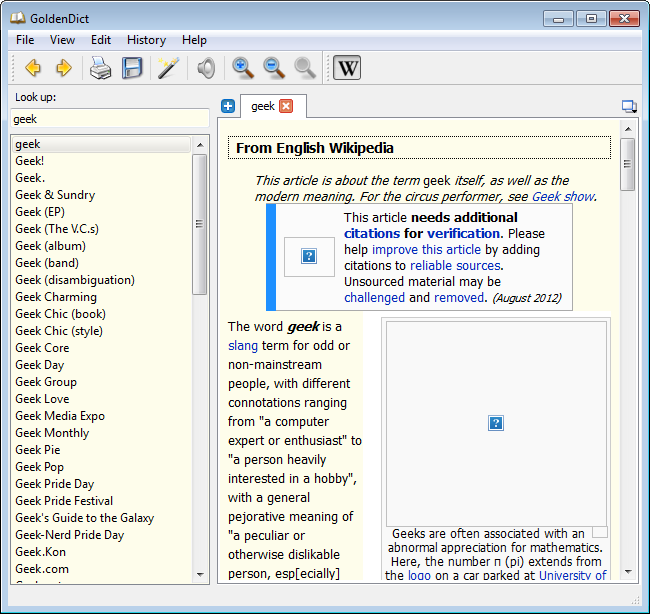 GoldenDict
File View Edit History Help
W
Look up:
geek
geek
Geek!
Geek.
Geek & Sundry
Geek (EP)
Geek (The V.C.s)
Geek (album)
Geek (band)
Geek (disambiguation)
Geek Charming
Geek Chic (book)
Geek Chic (style)
Geek Core
Geek Day
Geek Group
Geek Love
Geek Media Expo
Geek Monthly
Geek Pie
Geek Pop
Geek Pride Day
Geek Pride Festival
Geek's Guide to the Galaxy
Geek-Nerd Pride Day
Geek.Kon
Geek.com
geek
From English Wikipedia
This article is about the term geek itself, as well as the
modern meaning. For the circus performer, see Geek show.
This article needs additional
citations for verification. Please
help improve this article by adding
citations to reliable sources.
Unsourced material may be
challenged and removed. (August 2012)
The word geek is a
slang term for odd or
non-mainstream
people, with different
connotations ranging
from "a computer
expert or enthusiast" to
"a person heavily
interested in a hobby",
with a general
pejorative meaning of
"a peculiar or
otherwise dislikable
person, esp[ecially]
Geeks are often associated with an
abnormal appreciation for mathematics.
Here, the number π (pi) extends from
the logo on a car parked at University of